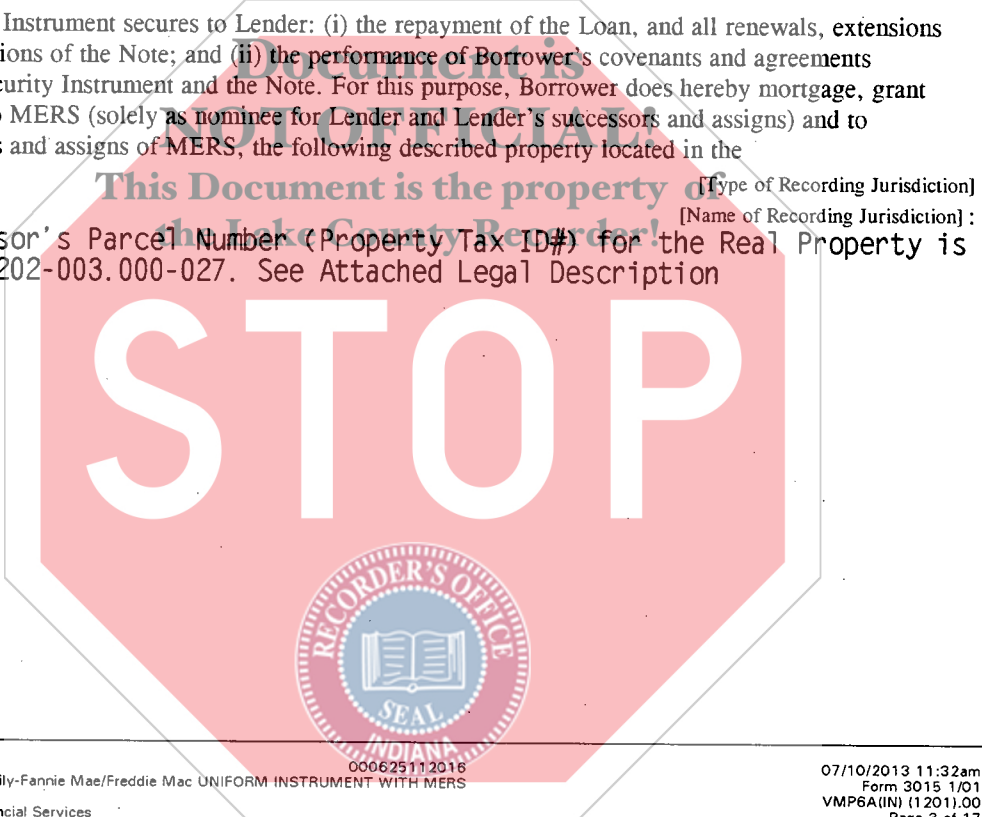 Instrument secures to Lender: (i) the repayment of the Loan, and all renewals, extensions
ions of the Note; and (ii) the performance of Borrower's covenants and agreements
curity Instrument and the Note. For this purpose, Borrower does hereby mortgage, grant
MERS (solely as nominee for Lender and Lender's successors and assigns) and to
s and assigns of MERS, the following described property located in the
[Type of Recording Jurisdiction]
[Name of Recording Jurisdiction] :
sor's Parcel Number (Property Tax ID#) for the Real Property is
202-003.000-027. See Attached Legal Description
Document is
NOT OFFICIAL!
This Document is the property of
the Lake County Recorder!
STOP
RECORDER'S OFFICE
SEAL
INDIANA
000625112016
ily-Fannie Mae/Freddie Mac UNIFORM INSTRUMENT WITH MERS
ncial Services
07/10/2013 11:32am
Form 3015 1/01
VMP6A(IN) (1201).00
Page 3 of 17